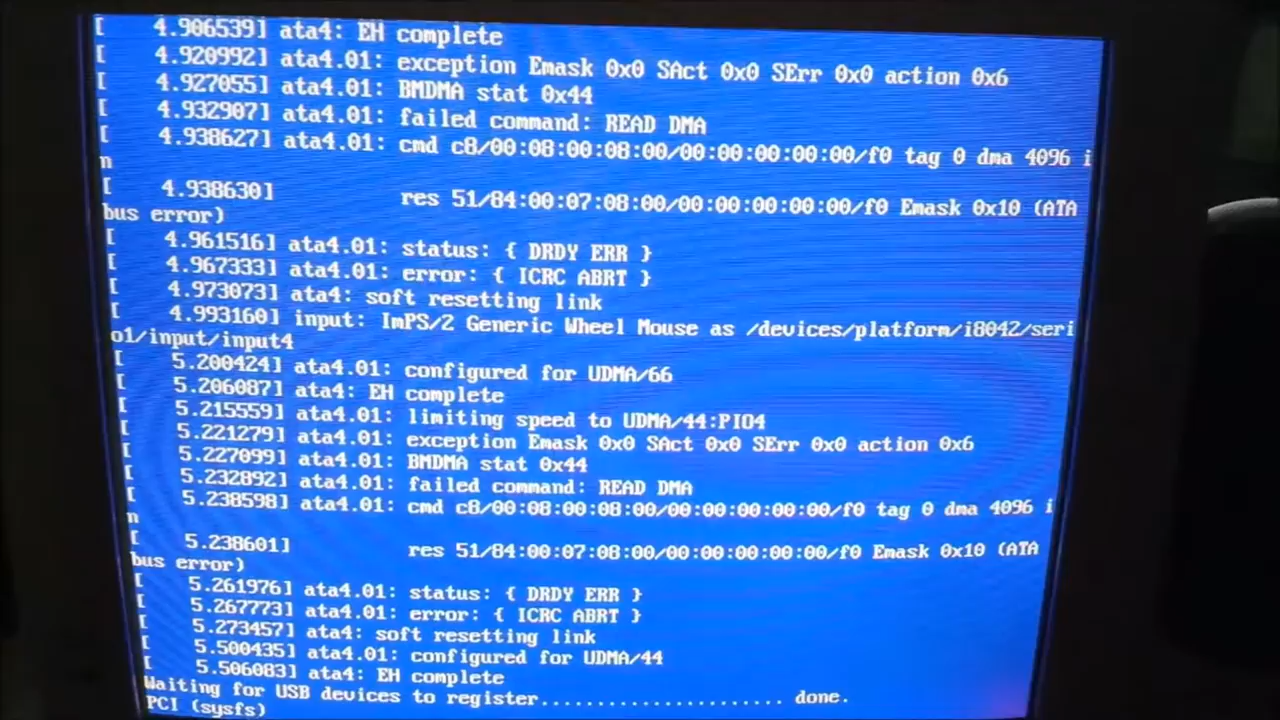 [    4.906539] ata4: EH complete
[    4.920992] ata4.01: exception Emask 0x0 SAct 0x0 SErr 0x0 action 0x6
[    4.927055] ata4.01: BMDMA stat 0x44
[    4.932907] ata4.01: failed command: READ DMA
[    4.938627] ata4.01: cmd c8/00:08:00:08:00/00:00:00:00:00/f0 tag 0 dma 4096 i
n
[    4.938630]          res 51/84:00:07:08:00/00:00:00:00:00/f0 Emask 0x10 (ATA
bus error)
[    4.961516] ata4.01: status: { DRDY ERR }
[    4.967333] ata4.01: error: { ICRC ABRT }
[    4.973073] ata4: soft resetting link
[    4.993160] input: ImPS/2 Generic Wheel Mouse as /devices/platform/i8042/seri
o1/input/input4
[    5.200424] ata4.01: configured for UDMA/66
[    5.206087] ata4: EH complete
[    5.215559] ata4.01: limiting speed to UDMA/44:PIO4
[    5.221279] ata4.01: exception Emask 0x0 SAct 0x0 SErr 0x0 action 0x6
[    5.227099] ata4.01: BMDMA stat 0x44
[    5.232892] ata4.01: failed command: READ DMA
[    5.238598] ata4.01: cmd c8/00:08:00:08:00/00:00:00:00:00/f0 tag 0 dma 4096 i
n
[    5.238601]          res 51/84:00:07:08:00/00:00:00:00:00/f0 Emask 0x10 (ATA
bus error)
[    5.261976] ata4.01: status: { DRDY ERR }
[    5.267773] ata4.01: error: { ICRC ABRT }
[    5.273457] ata4: soft resetting link
[    5.500435] ata4.01: configured for UDMA/44
[    5.506083] ata4: EH complete
Waiting for USB devices to register...................... done.
PCI (sysfs)